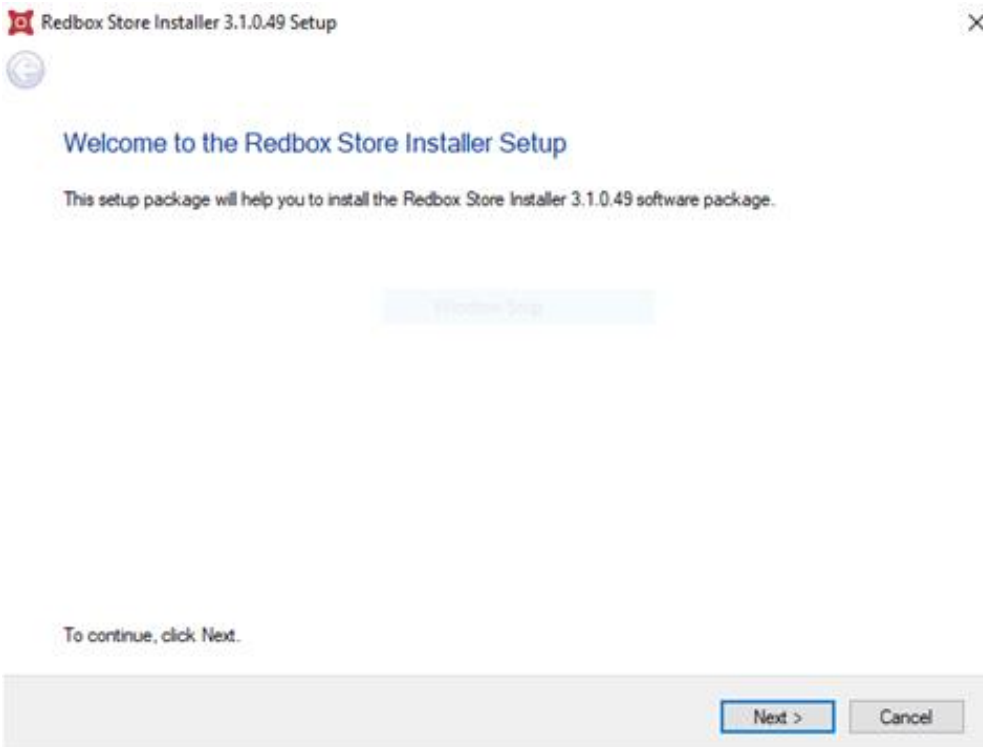 Redbox Store Installer 3.1.0.49 Setup
Welcome to the Redbox Store Installer Setup
This setup package will help you to install the Redbox Store Installer 3.1.0.49 software package.
To continue, click Next.
Next >
Cancel